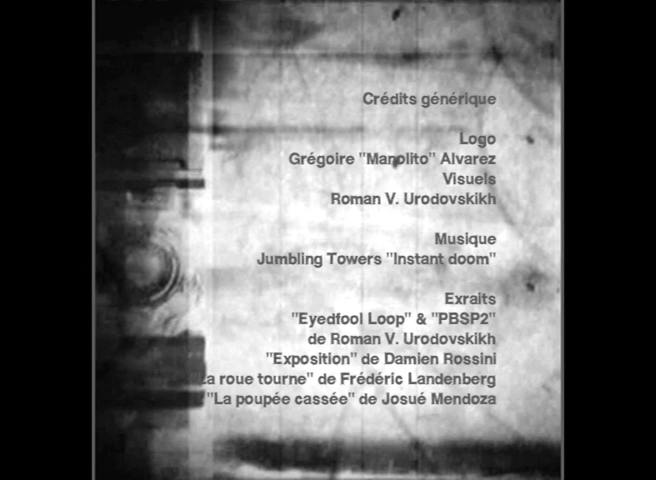 Crédits générique
Logo
Grégoire "Manolito" Alvarez
Visuels
Roman V. Urodovskikh
Musique
Jumbling Towers "Instant doom"
Exraits
"Eyedfool Loop" & "PBSP2"
de Roman V. Urodovskikh
"Exposition" de Damien Rossini
La roue tourne" de Frédéric Landenberg
"La poupée cassée" de Josué Mendoza